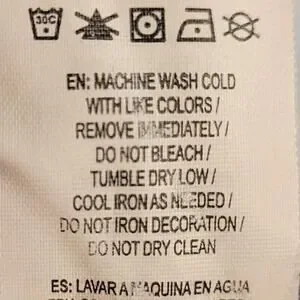 30C
EN: MACHINE WASH COLD
WITH LIKE COLORS /
REMOVE IMMEDIATELY /
DO NOT BLEACH /
TUMBLE DRY LOW /
COOL IRON AS NEEDED /
DO NOT IRON DECORATION /
DO NOT DRY CLEAN
ES: LAVAR A MAQUINA EN AGUA